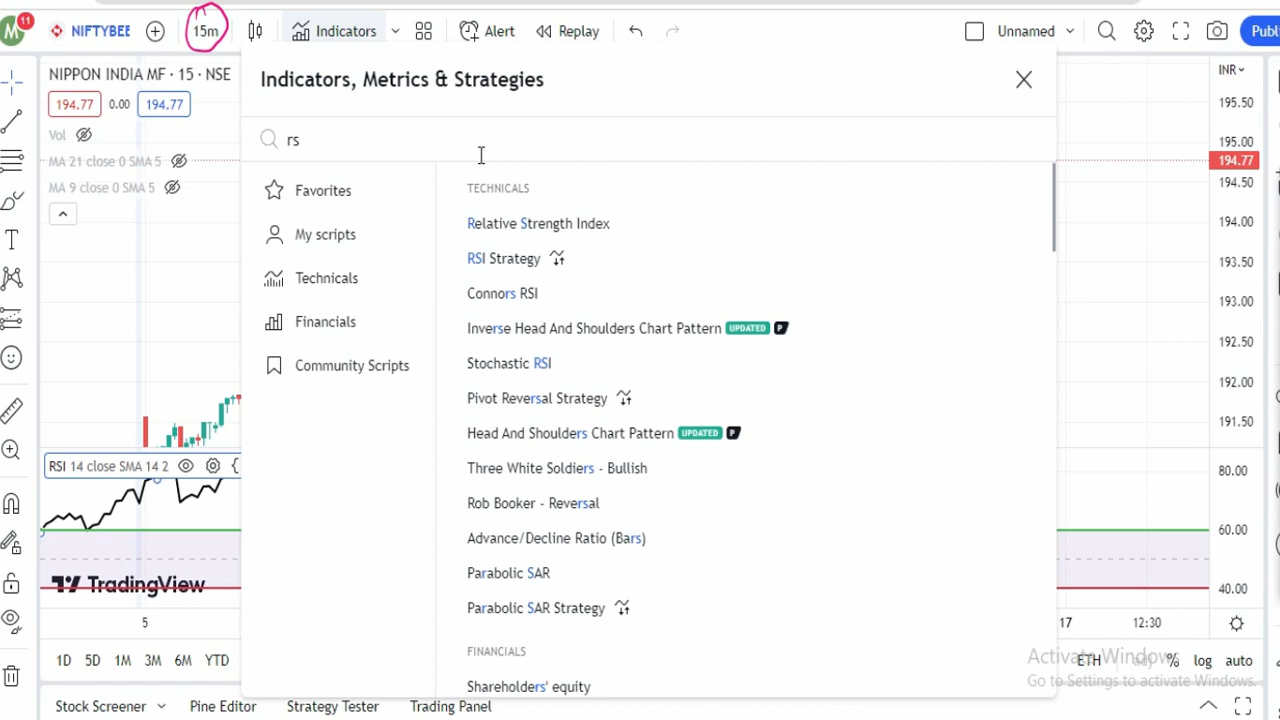 M 11 NIFTYBEE 15m Indicators Alert Replay Unnamed Publ
NIPPON INDIA MF · 15 · NSE
194.77 0.00 194.77
Vol
MA 21 close 0 SMA 5
MA 9 close 0 SMA 5
Indicators, Metrics & Strategies
rs
Favorites
My scripts
Technicals
Financials
Community Scripts
TECHNICALS
Relative Strength Index
RSI Strategy
Connors RSI
Inverse Head And Shoulders Chart Pattern UPDATED P
Stochastic RSI
Pivot Reversal Strategy
Head And Shoulders Chart Pattern UPDATED P
Three White Soldiers - Bullish
Rob Booker - Reversal
Advance/Decline Ratio (Bars)
Parabolic SAR
Parabolic SAR Strategy
FINANCIALS
Shareholders' equity
INR
195.50
195.00
194.77
194.50
194.00
193.50
193.00
192.50
192.00
191.50
80.00
60.00
40.00
RSI 14 close SMA 14 2
TradingView
5 17 12:30
1D 5D 1M 3M 6M YTD ETH % log auto
Activate Windows
Go to Settings to activate Windows.
Stock Screener Pine Editor Strategy Tester Trading Panel